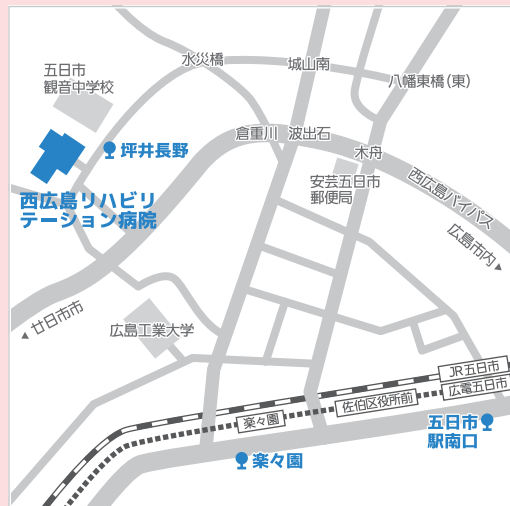 水災橋
城山南
八幡東橋（東）
五日市
観音中学校
倉重川
波出石
木舟
坪井長野
安芸五日市
郵便局
西広島バイパス
西広島リハビリ
テーション病院
広島市内▶
◀廿日市市
広島工業大学
JR五日市
広電五日市
佐伯区役所前
楽々園
五日市
駅南口
楽々園